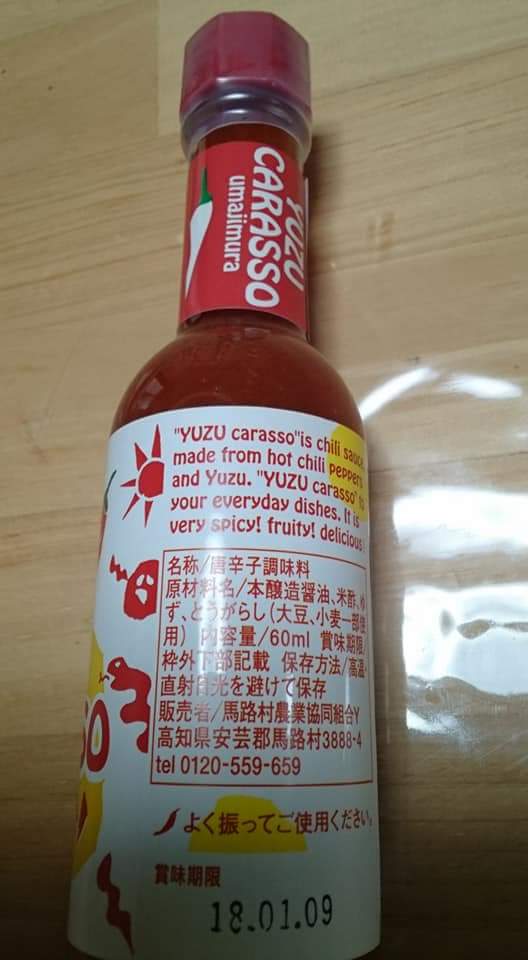 YUZU
CARASSO
umajimura
"YUZU carasso"is chili sauce
made from hot chili peppers
and Yuzu. "YUZU carasso" to
your everyday dishes. It is
very spicy! fruity! delicious!
名称/唐辛子調味料
原材料名/本醸造醤油、米酢、ゆ
ず、とうがらし(大豆、小麦一部使
用) 内容量/60ml 賞味期限/
枠外下部記載 保存方法/高温・
直射日光を避けて保存
販売者/馬路村農業協同組合Y
高知県安芸郡馬路村3888-4
tel 0120-559-659
よく振ってご使用ください。
賞味期限
18.01.09